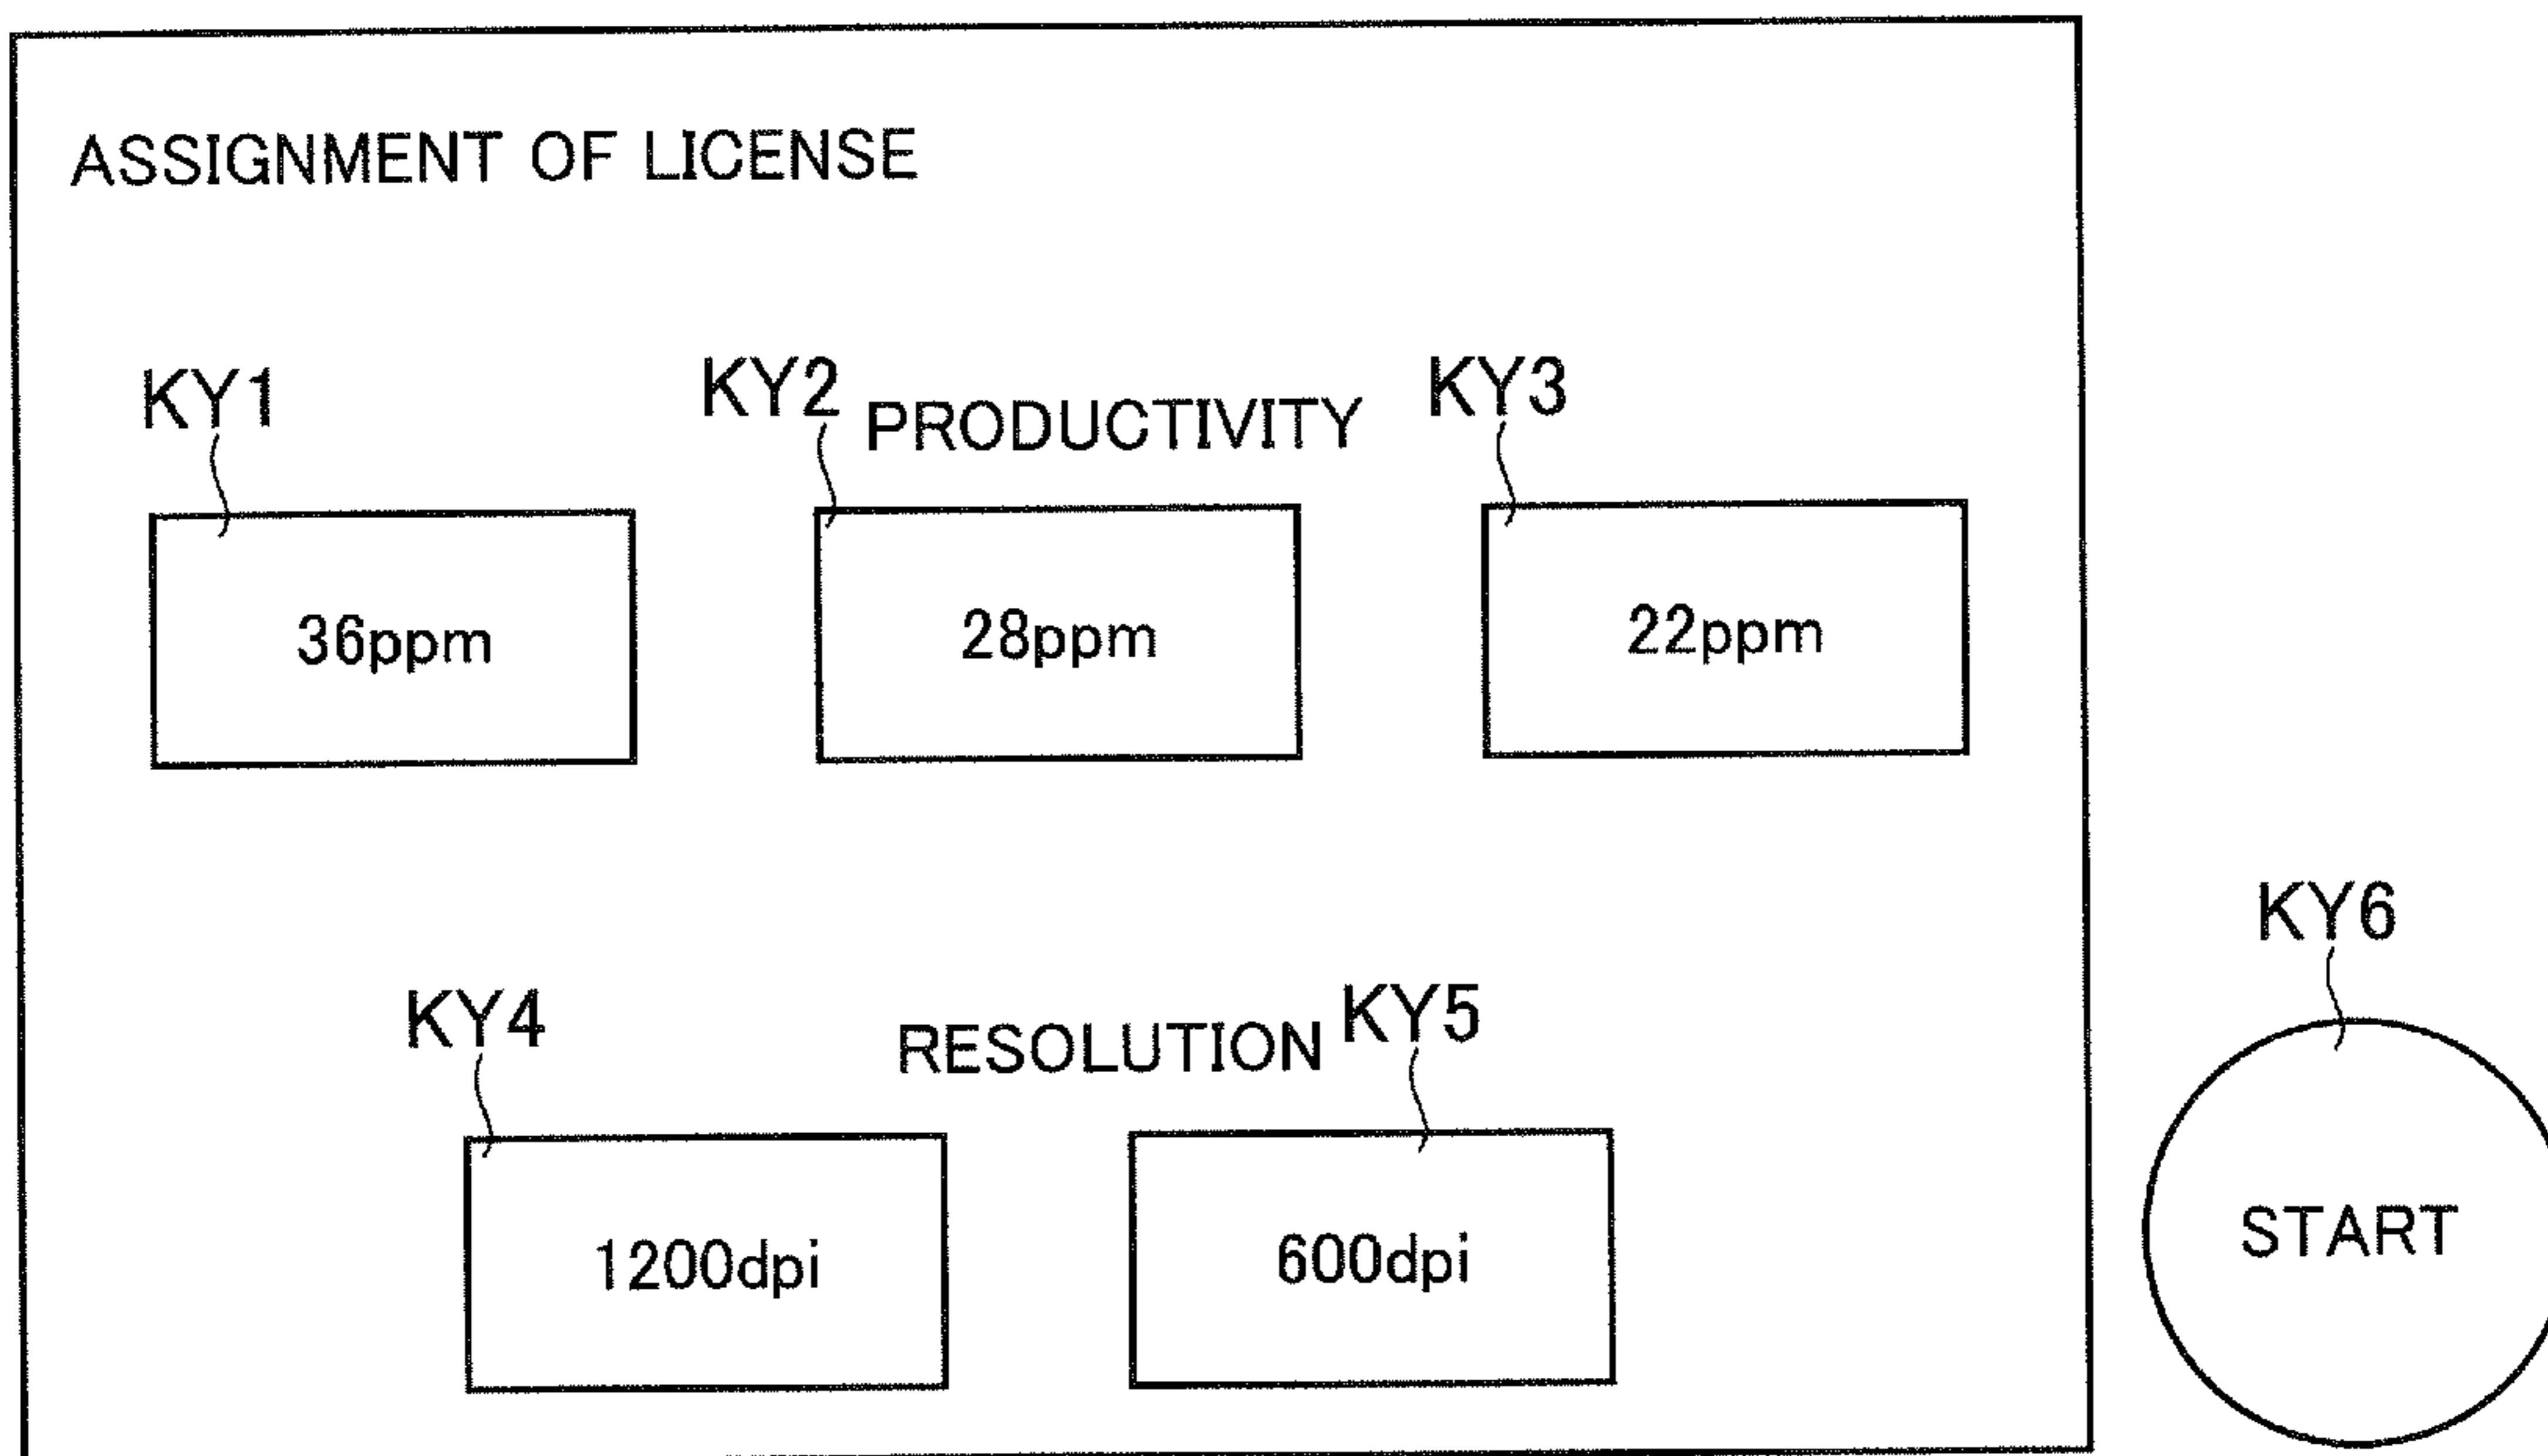 ASSIGNMENT OF LICENSE
KY1
KY2
PRODUCTIVITY
KY3
36ppm
28ppm
22ppm
KY6
KY4
RESOLUTION
KY5
1200dpi
600dpi
START